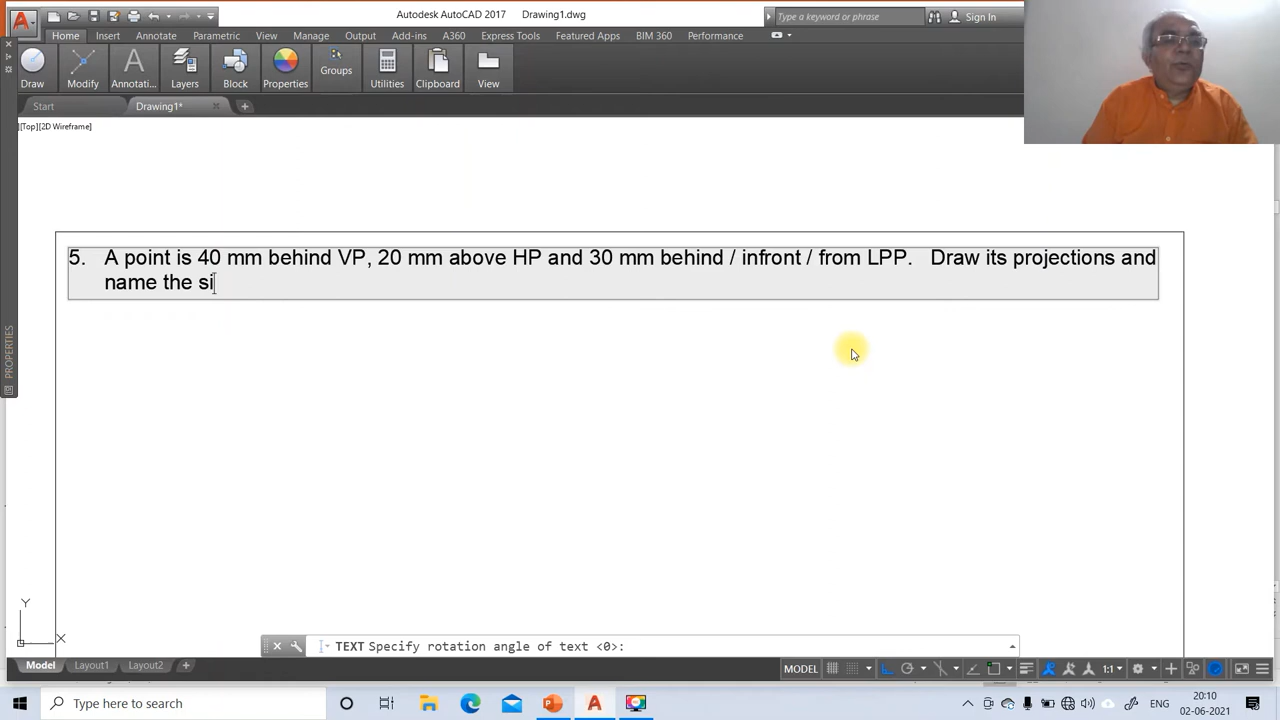 Autodesk AutoCAD 2017 Drawing1.dwg
Type a keyword or phrase
Sign In
Home Insert Annotate Parametric View Manage Output Add-ins A360 Express Tools Featured Apps BIM 360 Performance
Draw Modify Annotati... Layers Block Properties Groups Utilities Clipboard View
Start Drawing1*
][Top][2D Wireframe]
5. A point is 40 mm behind VP, 20 mm above HP and 30 mm behind / infront / from LPP. Draw its projections and
name the si
PROPERTIES
Y
X
TEXT Specify rotation angle of text <0>:
Model Layout1 Layout2
MODEL 1:1
Type here to search
ENG
20:10
02-06-2021